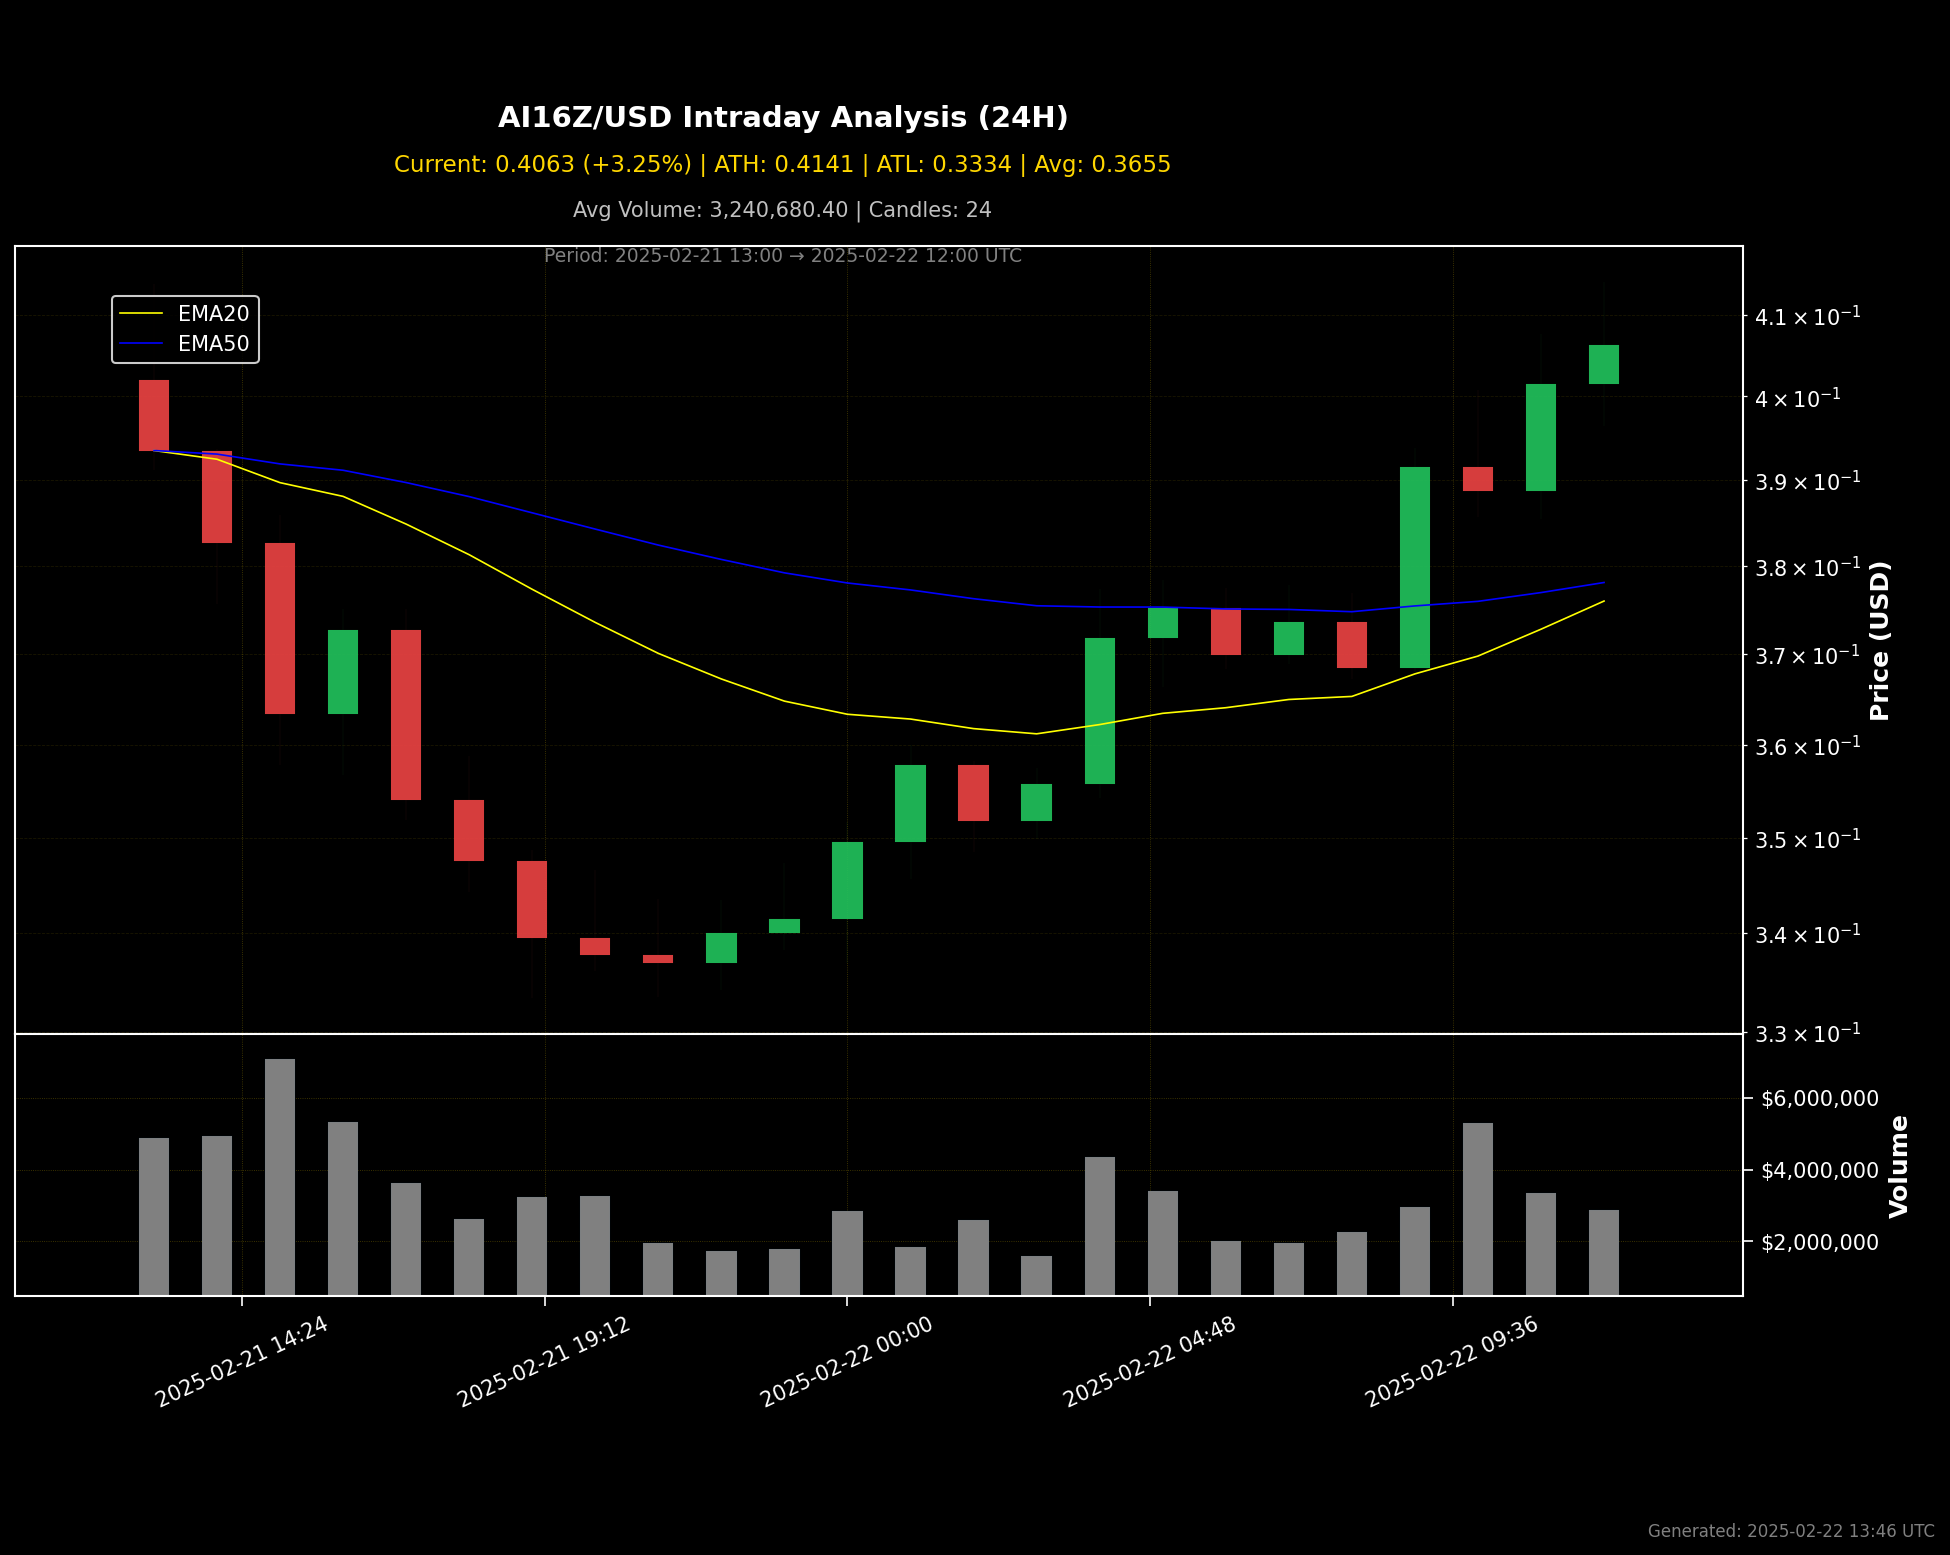 AI16Z/USD Intraday Analysis (24H)
Current: 0.4063 (+3.25%) | ATH: 0.4141 | ATL: 0.3334 | Avg: 0.3655
Avg Volume: 3,240,680.40 | Candles: 24
Period: 2025-02-21 13:00 → 2025-02-22 12:00 UTC
EMA20
EMA50
4.1 × 10⁻¹
4 × 10⁻¹
3.9 × 10⁻¹
3.8 × 10⁻¹
3.7 × 10⁻¹
3.6 × 10⁻¹
3.5 × 10⁻¹
3.4 × 10⁻¹
3.3 × 10⁻¹
Price (USD)
$6,000,000
$4,000,000
$2,000,000
Volume
2025-02-21 14:24
2025-02-21 19:12
2025-02-22 00:00
2025-02-22 04:48
2025-02-22 09:36
Generated: 2025-02-22 13:46 UTC